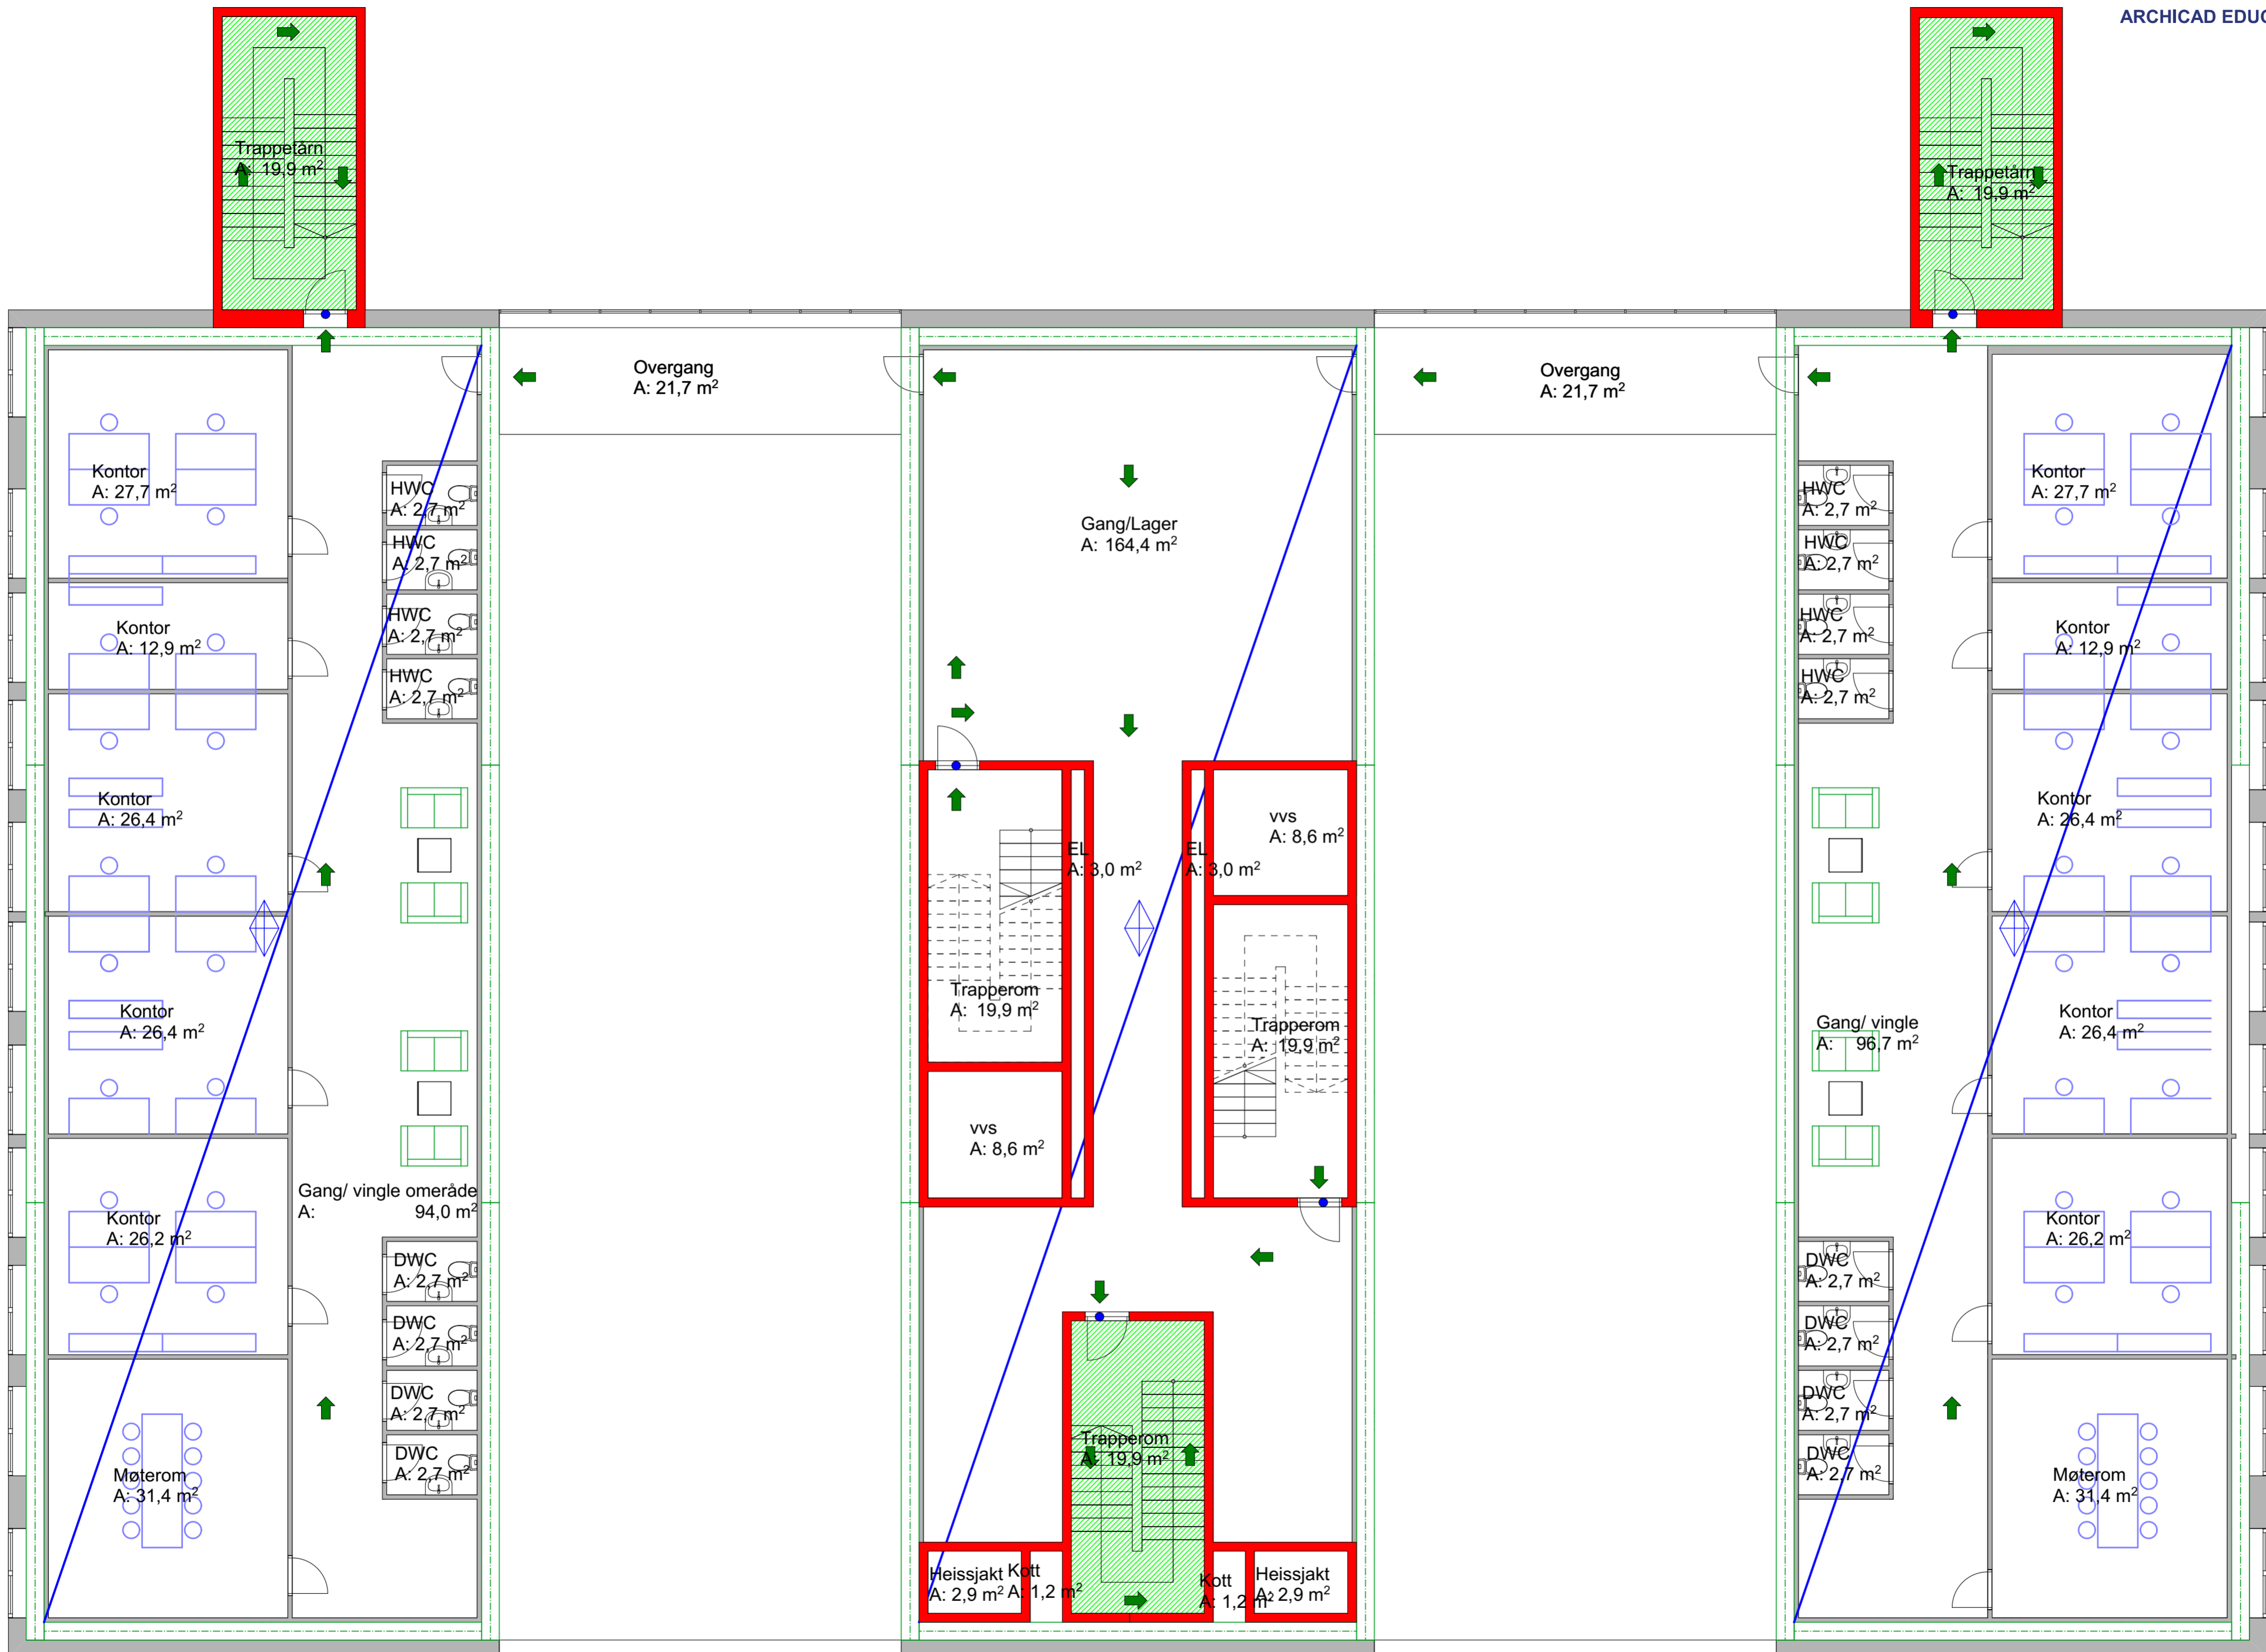 ARCHICAD EDUC
Trappetårn
A: 19,9 m²
Trappetårn
A: 19,9 m²
Overgang
A: 21,7 m²
Overgang
A: 21,7 m²
Kontor
A: 27,7 m²
HWC
A: 2,7 m²
HWC
A: 2,7 m²
HWC
A: 2,7 m²
HWC
A: 2,7 m²
Kontor
A: 12,9 m²
Kontor
A: 26,4 m²
Kontor
A: 26,4 m²
Gang/ vingle omeråde
A: 94,0 m²
Kontor
A: 26,2 m²
DWC
A: 2,7 m²
DWC
A: 2,7 m²
DWC
A: 2,7 m²
DWC
A: 2,7 m²
Møterom
A: 31,4 m²
Gang/Lager
A: 164,4 m²
EL
A: 3,0 m²
EL
A: 3,0 m²
vvs
A: 8,6 m²
Trapperom
A: 19,9 m²
Trapperom
A: 19,9 m²
vvs
A: 8,6 m²
Trapperom
A: 19,9 m²
Heissjakt
A: 2,9 m²
Kott
A: 1,2 m²
Kott
A: 1,2 m²
Heissjakt
A: 2,9 m²
HWC
A: 2,7 m²
HWC
A: 2,7 m²
HWC
A: 2,7 m²
HWC
A: 2,7 m²
Kontor
A: 27,7 m²
Kontor
A: 12,9 m²
Kontor
A: 26,4 m²
Gang/ vingle
A: 96,7 m²
Kontor
A: 26,4 m²
Kontor
A: 26,2 m²
DWC
A: 2,7 m²
DWC
A: 2,7 m²
DWC
A: 2,7 m²
DWC
A: 2,7 m²
Møterom
A: 31,4 m²